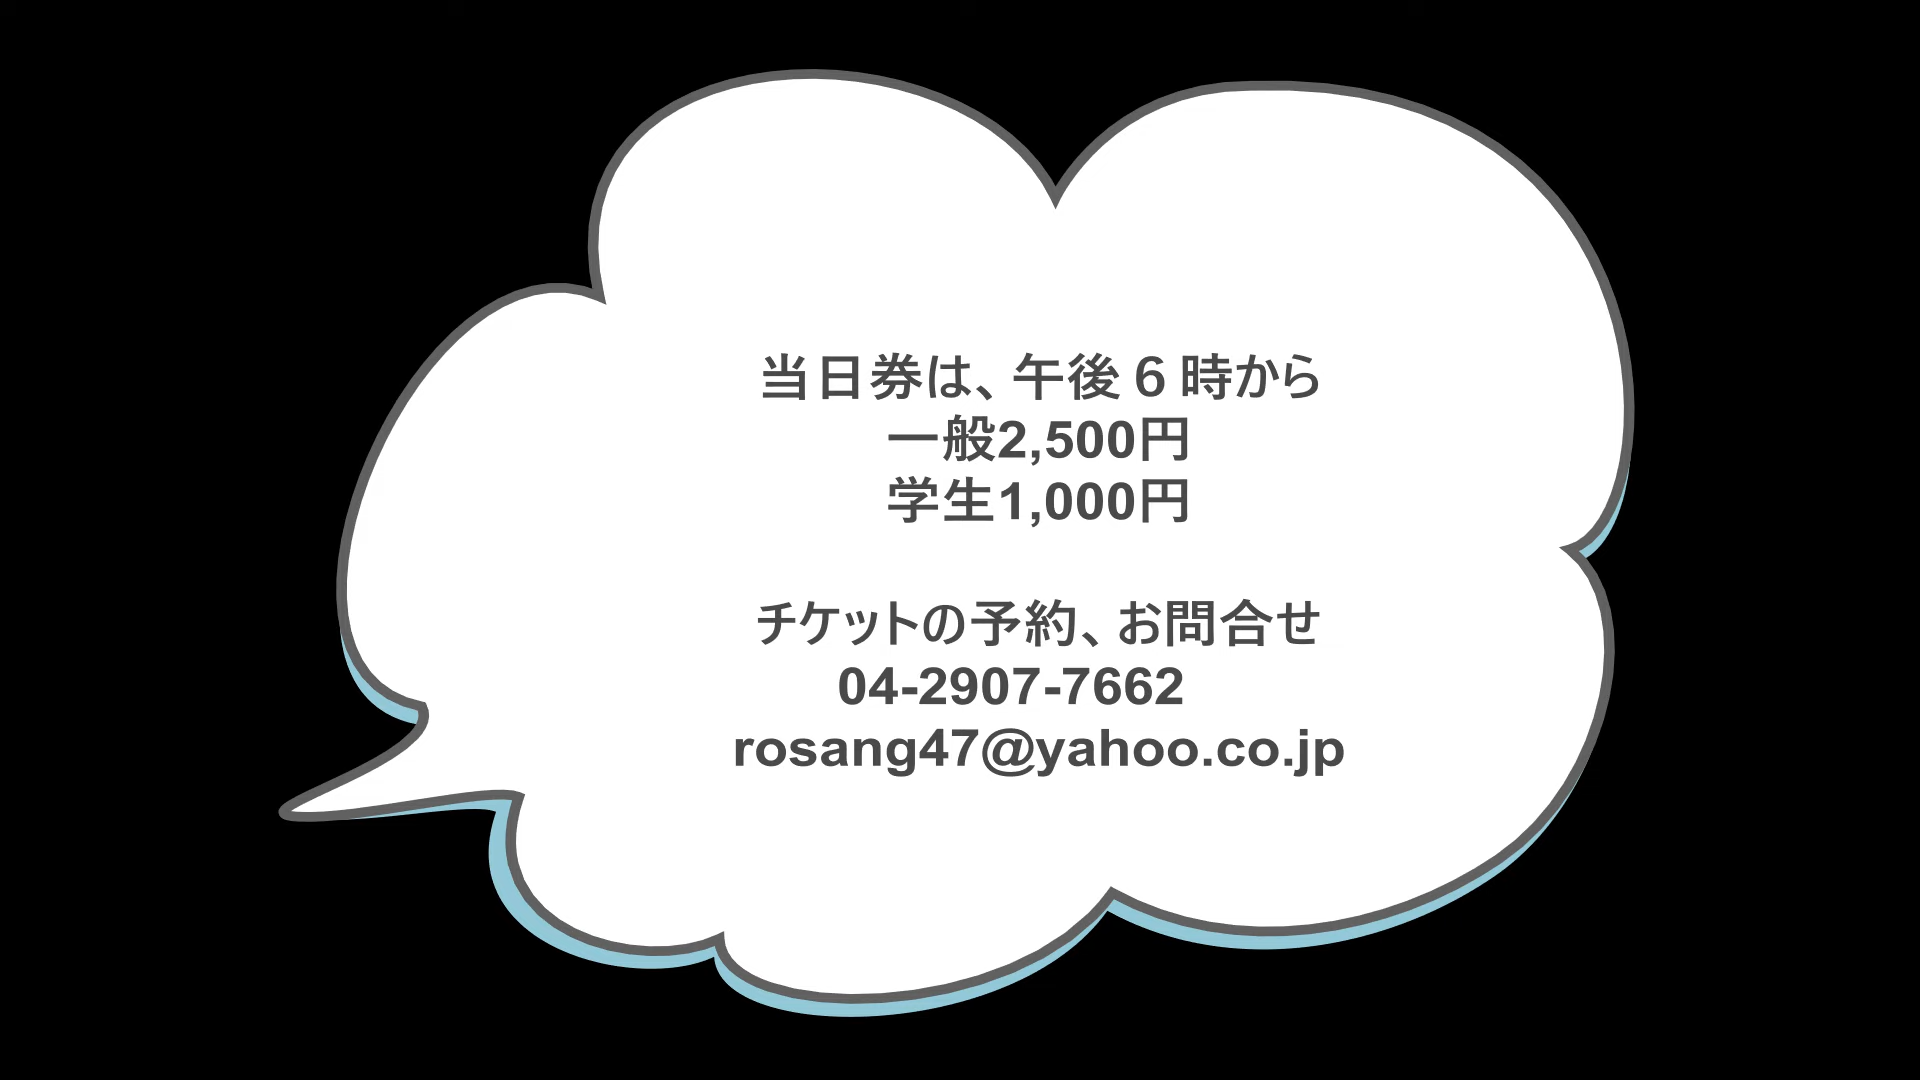 当日券は、午後６時から
一般2,500円
学生1,000円
チケットの予約、お問合せ
04-2907-7662
rosang47@yahoo.co.jp